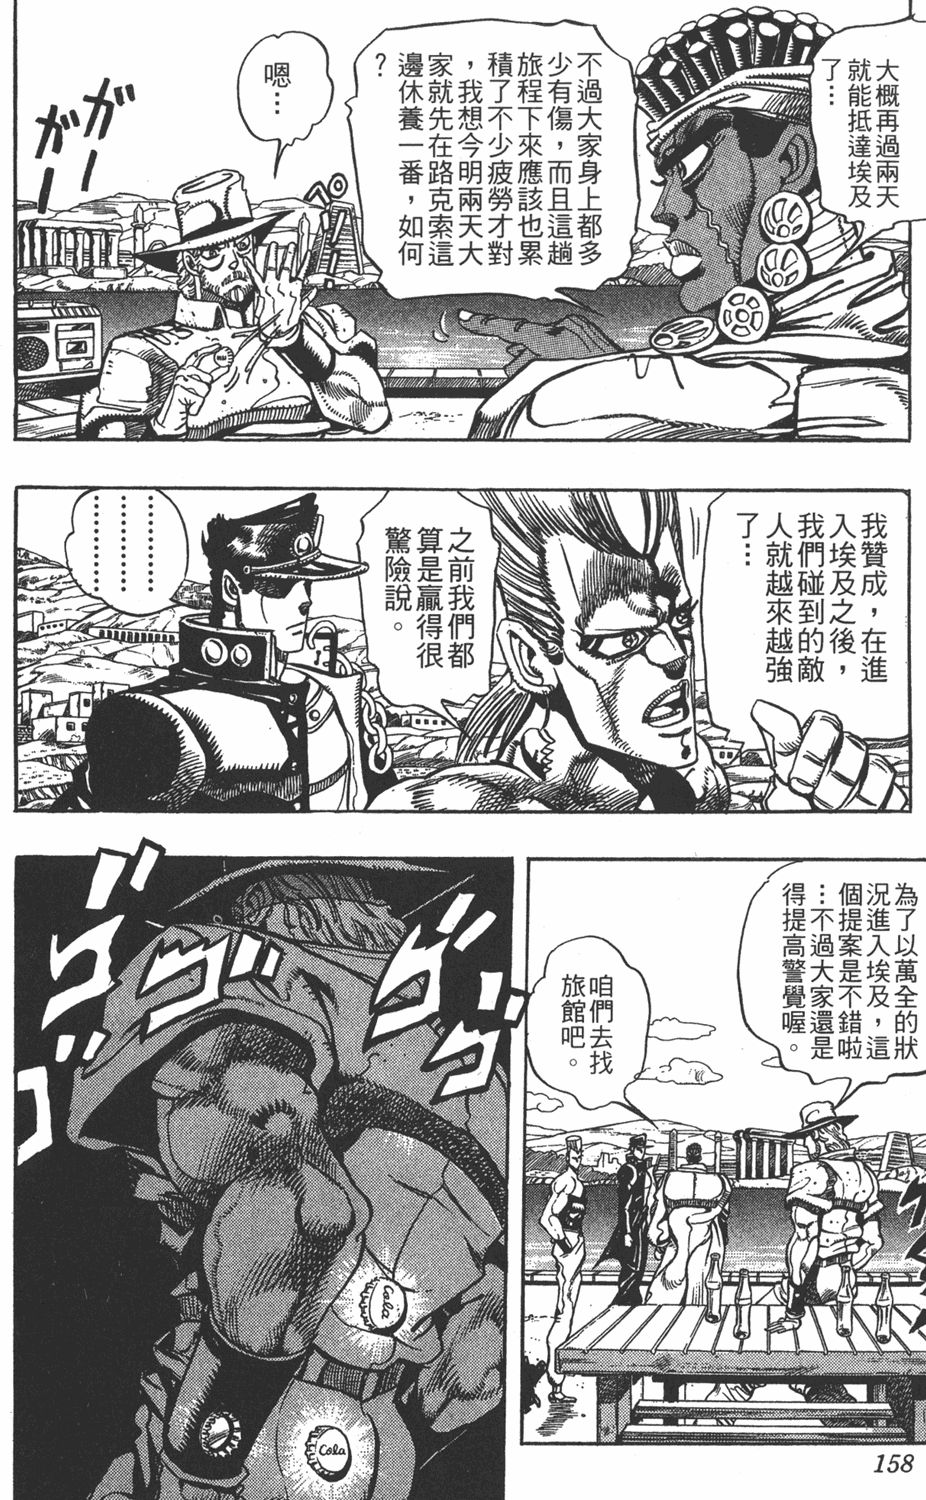 大概再過兩天
就能抵達埃及
了…
不過大家身上都多
少有傷，而且這趟
旅程下來應該也累
積了不少疲勞才對
，我想今明兩天大
家就先在路克索這
邊休養一番，如何
？
嗯…
ガガ
我贊成，在進
入埃及之後，
我們碰到的敵
人就越來越強
了…
之前我們都
算是贏得很
驚險說。
………
………
………
為了以萬全的狀
況進入埃及，這
個提案是不錯啦
…不過大家還是
得提高警覺喔。
咱們去找
旅館吧。
ゴゴゴゴ
ゴゴ
Cola
Cola
158